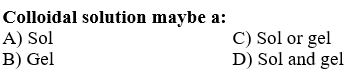 Colloidal solution maybe a:
A) Sol C) Sol or gel
B) Gel D) Sol and gel